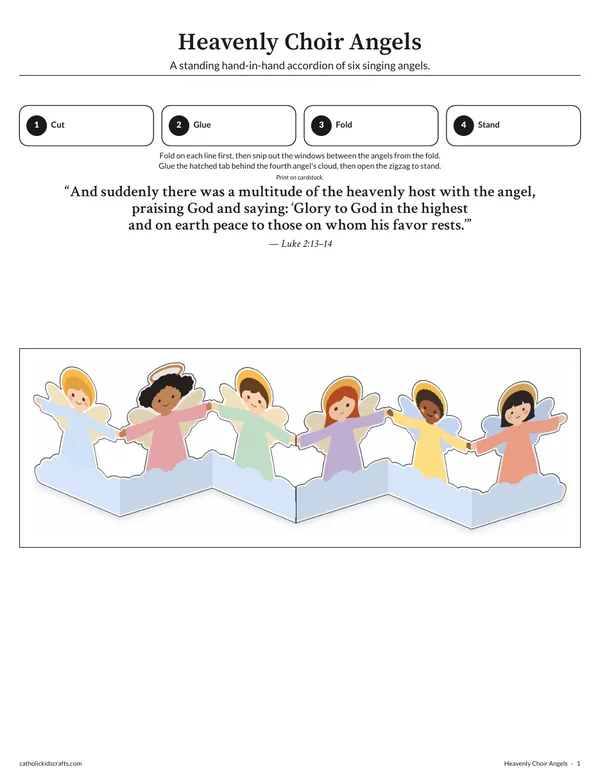 Heavenly Choir Angels
A standing hand-in-hand accordion of six singing angels.
1 Cut
2 Glue
3 Fold
4 Stand
Fold on each line first, then snip out the windows between the angels from the fold.
Glue the hatched tab behind the fourth angel's cloud, then open the zigzag to stand.
Print on cardstock.
“And suddenly there was a multitude of the heavenly host with the angel,
praising God and saying: ‘Glory to God in the highest
and on earth peace to those on whom his favor rests.’”
— Luke 2:13–14
catholickidscrafts.com
Heavenly Choir Angels · 1